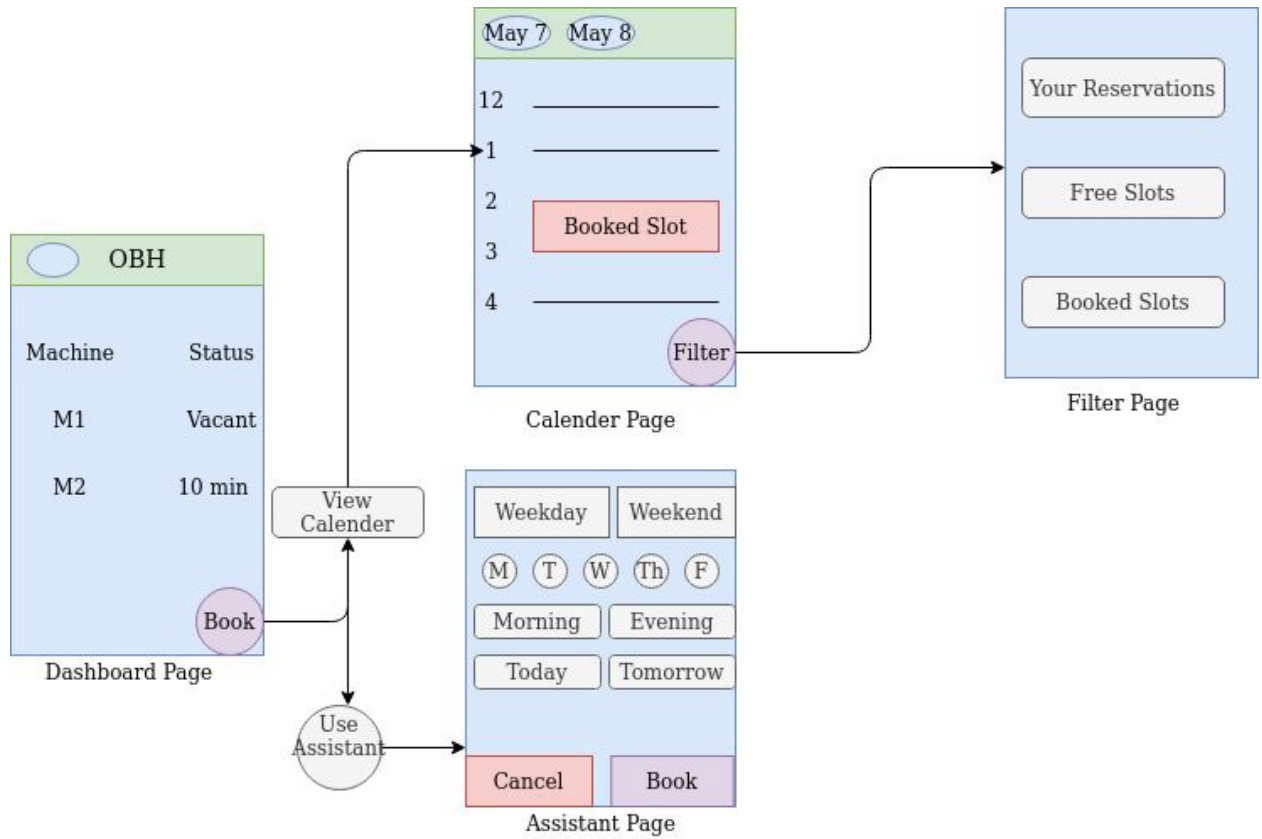 OBH
Machine Status
M1 Vacant
M2 10 min
Book
Dashboard Page
View
Calender
Use
Assistant
May 7 May 8
12
1
2
Booked Slot
3
4
Filter
Calender Page
Weekday Weekend
M T W Th F
Morning Evening
Today Tomorrow
Cancel Book
Assistant Page
Your Reservations
Free Slots
Booked Slots
Filter Page